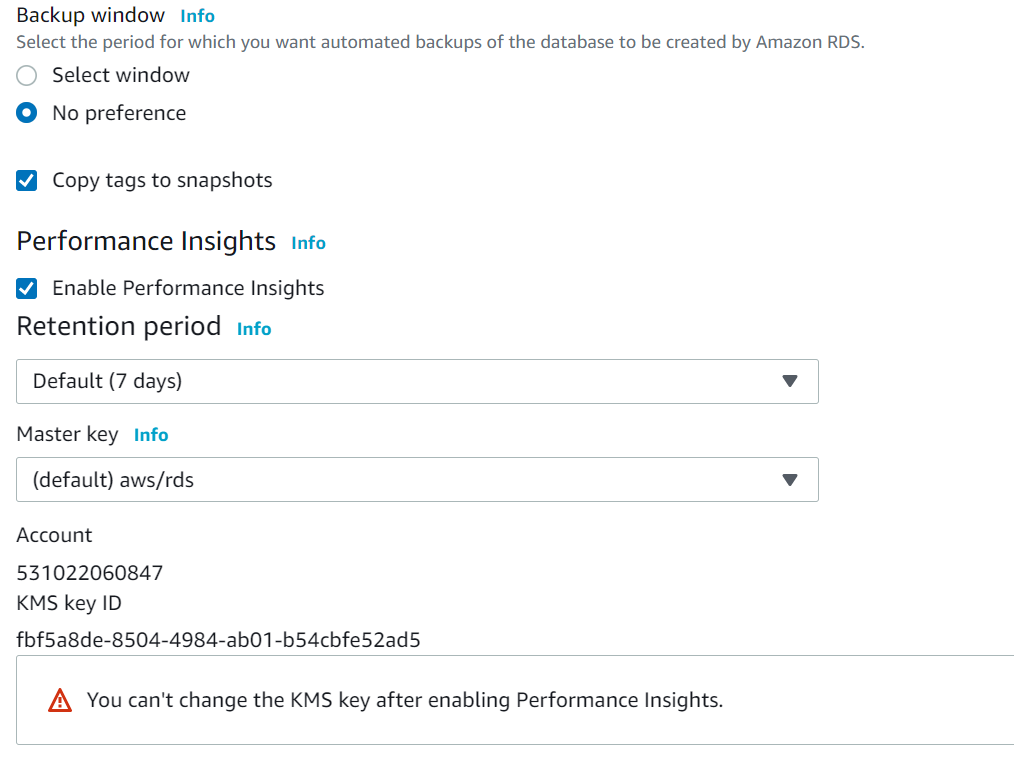 Backup window Info
Select the period for which you want automated backups of the database to be created by Amazon RDS.
Select window
No preference
Copy tags to snapshots
Performance Insights Info
Enable Performance Insights
Retention period Info
Default (7 days)
Master key Info
(default) aws/rds
Account
531022060847
KMS key ID
fbf5a8de-8504-4984-ab01-b54cbfe52ad5
You can't change the KMS key after enabling Performance Insights.